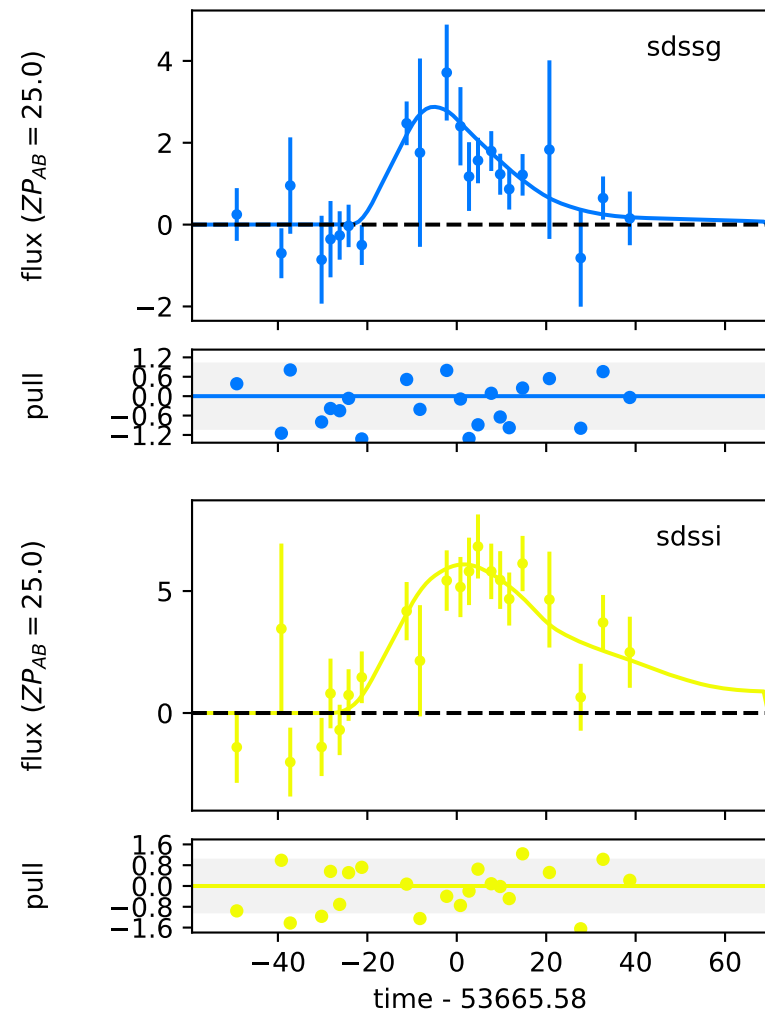 sdssg
flux ($ZP_{AB}$ = 25.0)
4
2
0
−2
pull
1.2
0.6
0.0
−0.6
−1.2
sdssi
flux ($ZP_{AB}$ = 25.0)
5
0
pull
1.6
0.8
0.0
−0.8
−1.6
−40 −20 0 20 40 60
time - 53665.58